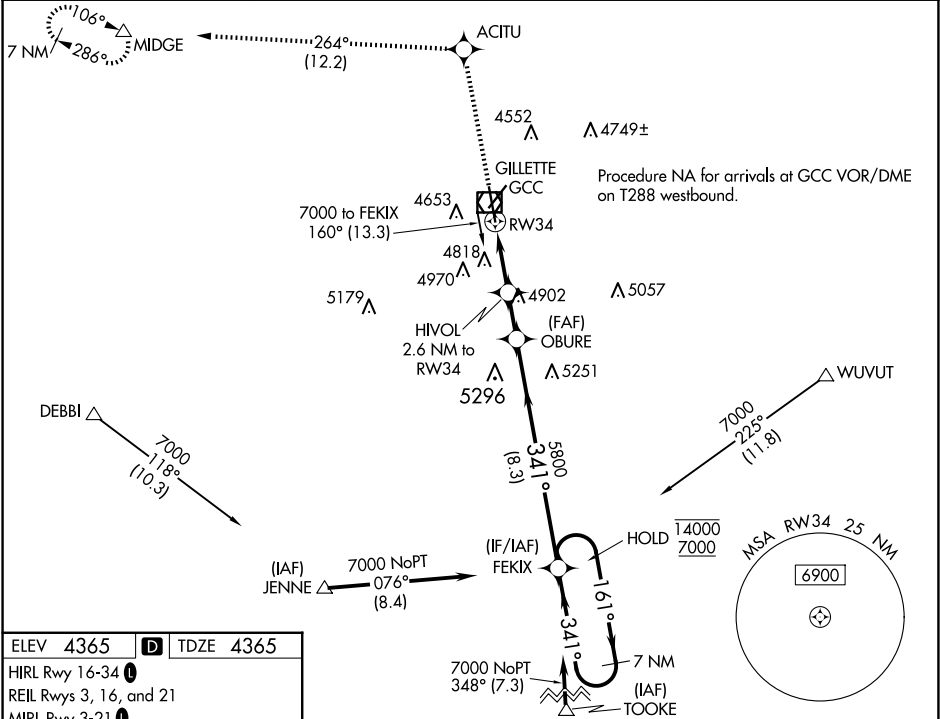 106°
MIDGE
7 NM
286°
264°
(12.2)
ACITU
4552
4749±
GILLETTE
GCC
Procedure NA for arrivals at GCC VOR/DME
on T288 westbound.
4653
7000 to FEKIX
160° (13.3)
RW34
4818
4970
5179
4902
5057
HIVOL
2.6 NM to
RW34
(FAF)
OBURE
5296
5251
WUVUT
DEBBI
7000
118°
(10.3)
7000
225°
(11.8)
5800
341°
(8.3)
HOLD
14000
7000
(IF/IAF)
FEKIX
(IAF)
JENNE
7000 NoPT
076°
(8.4)
161°
341°
7 NM
7000 NoPT
348° (7.3)
(IAF)
TOOKE
MSA RW34 25 NM
6900
ELEV 4365 D TDZE 4365
HIRL Rwy 16-34 L
REIL Rwys 3, 16, and 21
MIRL Rwy 3-21 L